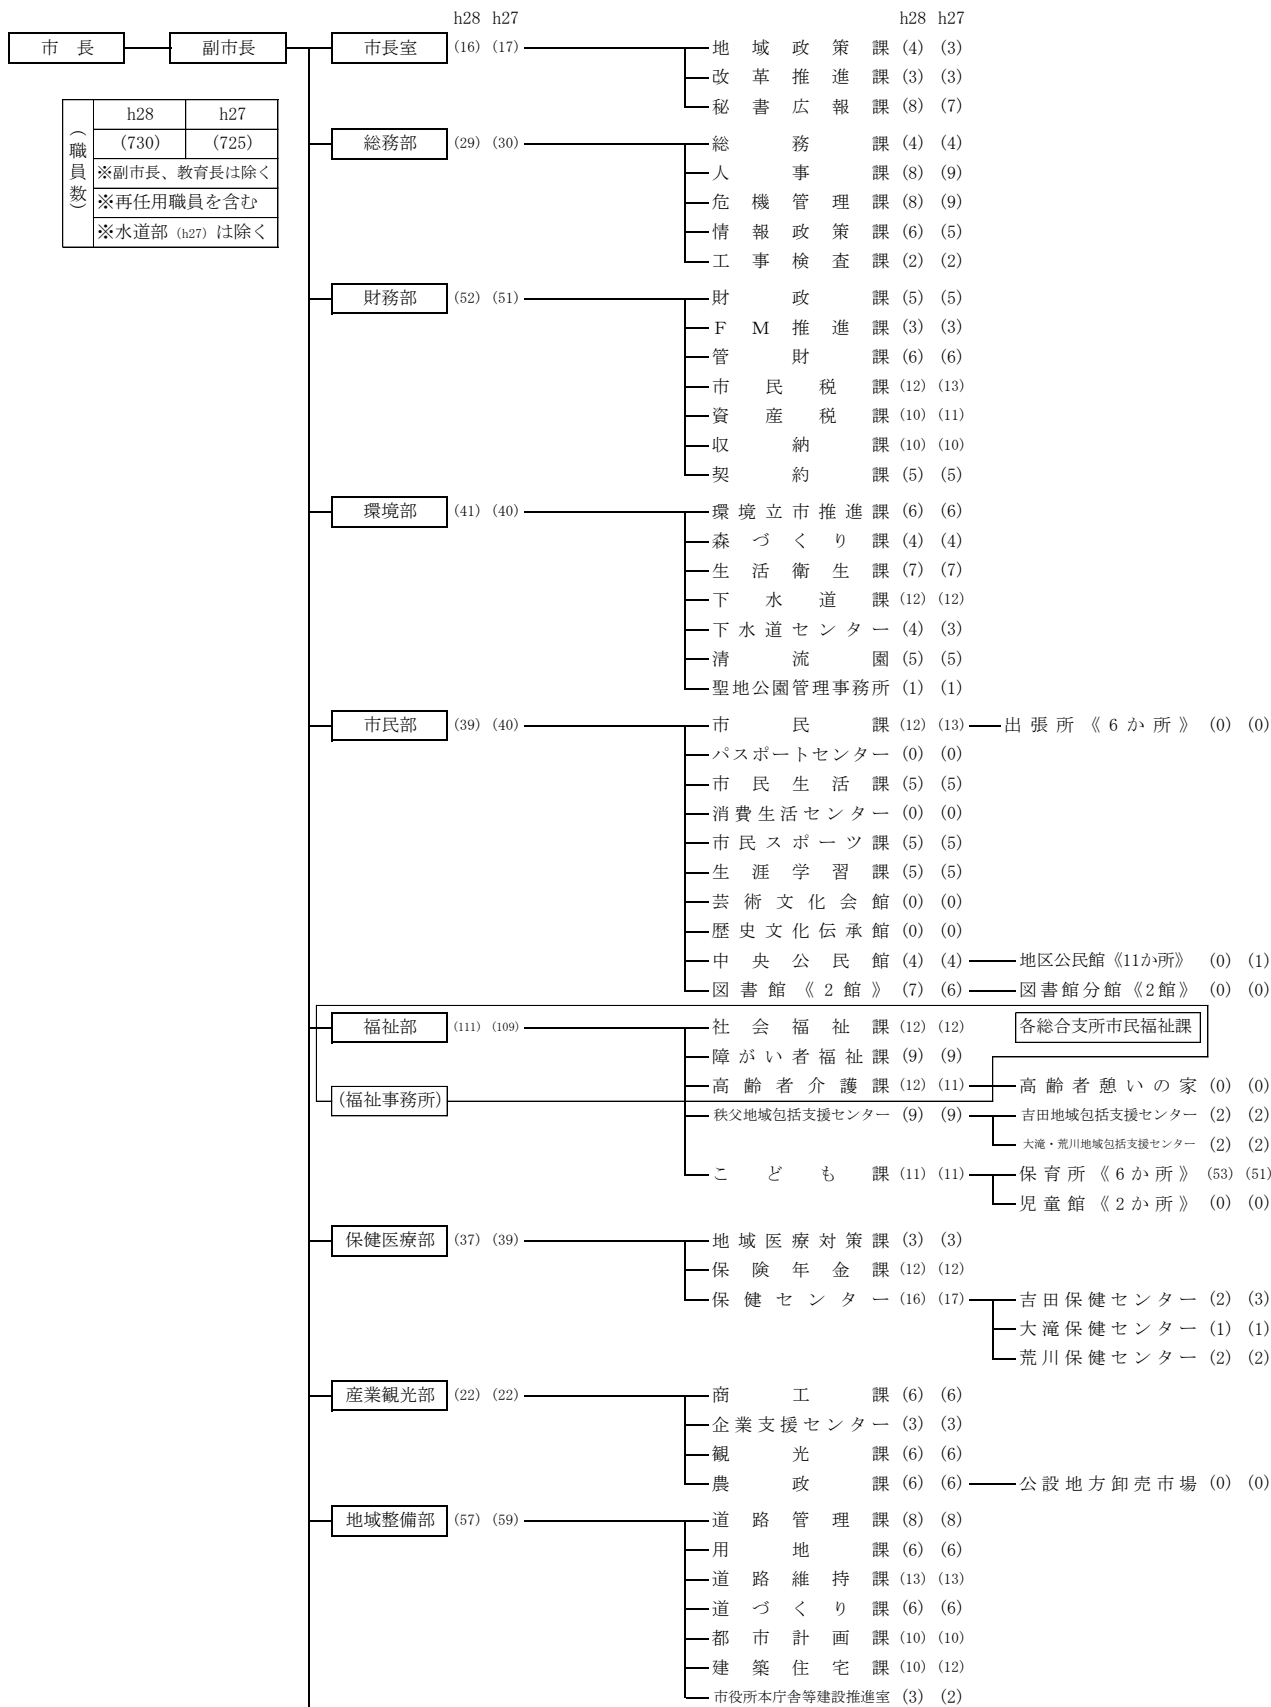 h28 h27 h28 h27
市長 副市長 市長室 (16) (17) 地域政策課 (4) (3)
改革推進課 (3) (3)
秘書広報課 (8) (7)
(職員数) h28 h27
(730) (725)
※副市長、教育長は除く
※再任用職員を含む
※水道部 (h27) は除く
総務部 (29) (30) 総務課 (4) (4)
人事課 (8) (9)
危機管理課 (8) (9)
情報政策課 (6) (5)
工事検査課 (2) (2)
財務部 (52) (51) 財政課 (5) (5)
FM推進課 (3) (3)
管財課 (6) (6)
市民税課 (12) (13)
資産税課 (10) (11)
収納課 (10) (10)
契約課 (5) (5)
環境部 (41) (40) 環境立市推進課 (6) (6)
森づくり課 (4) (4)
生活衛生課 (7) (7)
下水道課 (12) (12)
下水道センター (4) (3)
清流園 (5) (5)
聖地公園管理事務所 (1) (1)
市民部 (39) (40) 市民課 (12) (13) 出張所《6か所》 (0) (0)
パスポートセンター (0) (0)
市民生活課 (5) (5)
消費生活センター (0) (0)
市民スポーツ課 (5) (5)
生涯学習課 (5) (5)
芸術文化会館 (0) (0)
歴史文化伝承館 (0) (0)
中央公民館 (4) (4) 地区公民館《11か所》 (0) (1)
図書館《2館》 (7) (6) 図書館分館《2館》 (0) (0)
福祉部 (111) (109) 社会福祉課 (12) (12) 各総合支所市民福祉課
障がい者福祉課 (9) (9)
(福祉事務所) 高齢者介護課 (12) (11) 高齢者憩いの家 (0) (0)
秩父地域包括支援センター (9) (9) 吉田地域包括支援センター (2) (2)
大滝・荒川地域包括支援センター (2) (2)
こども課 (11) (11) 保育所《6か所》 (53) (51)
児童館《2か所》 (0) (0)
保健医療部 (37) (39) 地域医療対策課 (3) (3)
保険年金課 (12) (12)
保健センター (16) (17) 吉田保健センター (2) (3)
大滝保健センター (1) (1)
荒川保健センター (2) (2)
産業観光部 (22) (22) 商工課 (6) (6)
企業支援センター (3) (3)
観光課 (6) (6)
農政課 (6) (6) 公設地方卸売市場 (0) (0)
地域整備部 (57) (59) 道路管理課 (8) (8)
用地課 (6) (6)
道路維持課 (13) (13)
道づくり課 (6) (6)
都市計画課 (10) (10)
建築住宅課 (10) (12)
市役所本庁舎等建設推進室 (3) (2)